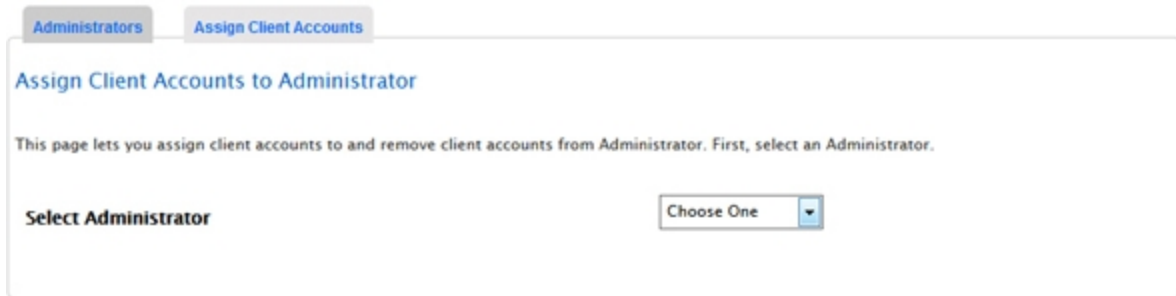 Administrators Assign Client Accounts
Assign Client Accounts to Administrator
This page lets you assign client accounts to and remove client accounts from Administrator. First, select an Administrator.
Select Administrator Choose One